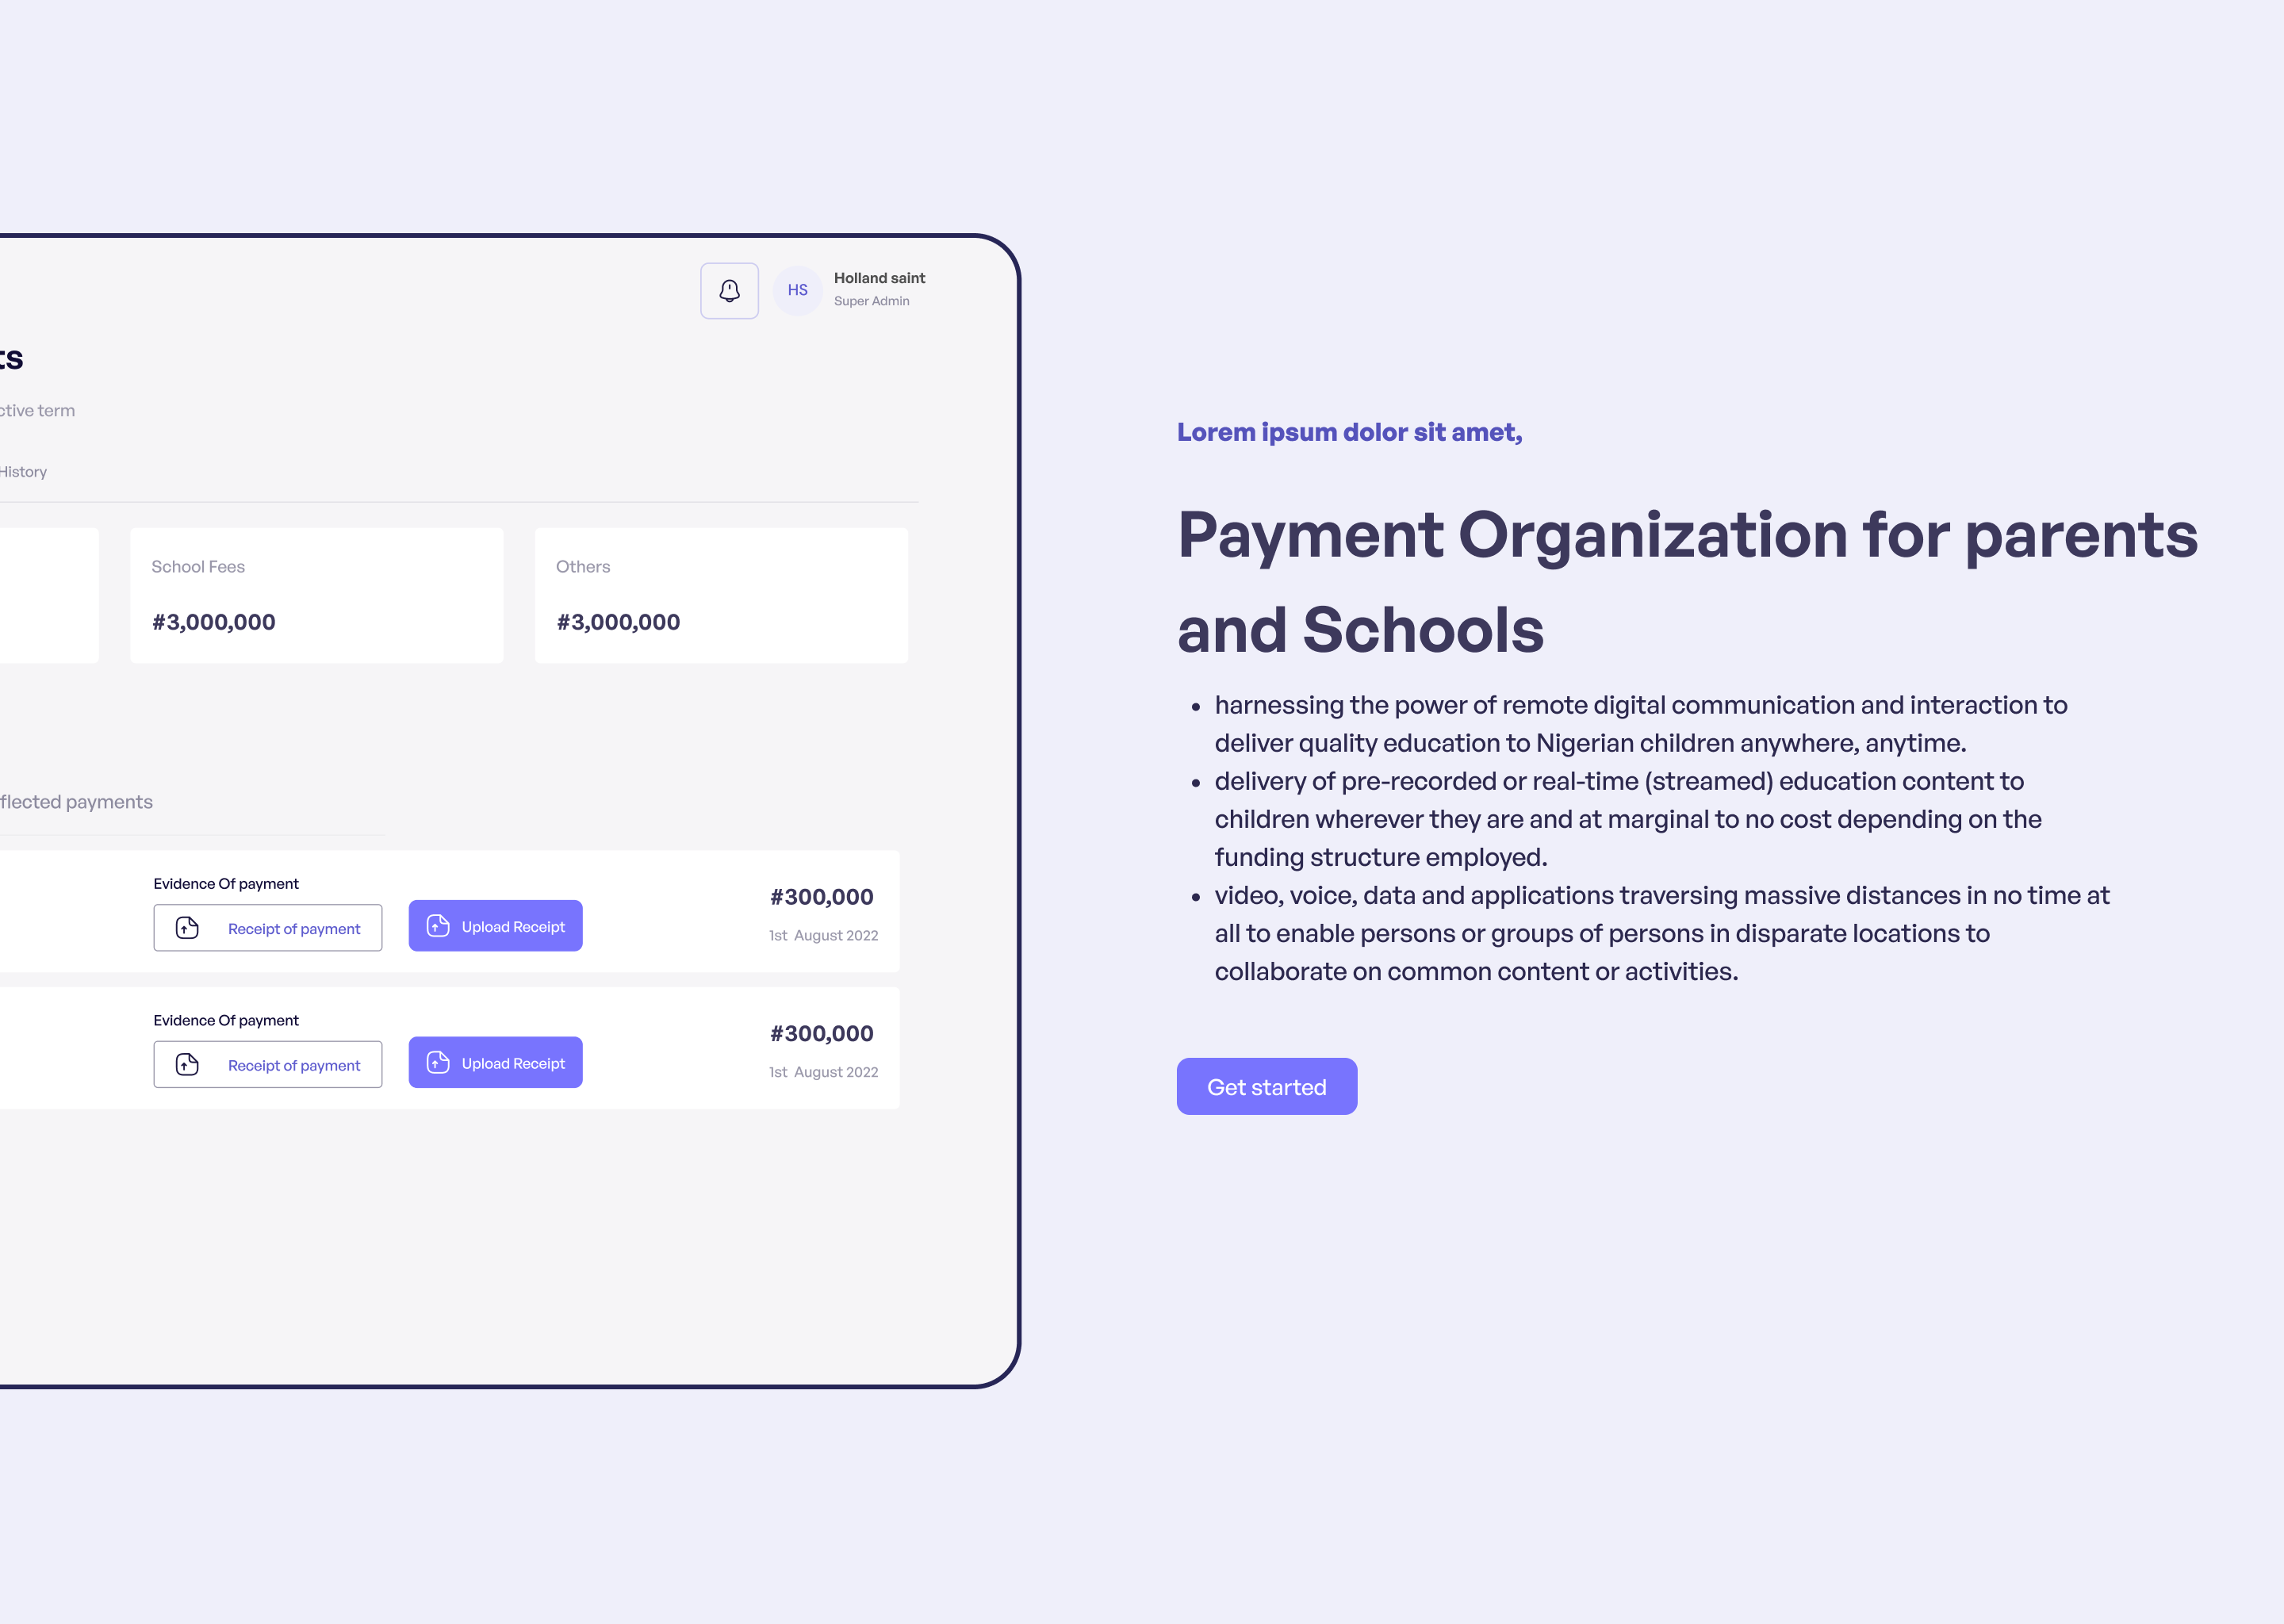 HS
Holland saint
Super Admin
ts
ctive term
History
School Fees
#3,000,000
Others
#3,000,000
flected payments
Evidence Of payment
Receipt of payment
Upload Receipt
#300,000
1st August 2022
Evidence Of payment
Receipt of payment
Upload Receipt
#300,000
1st August 2022
Lorem ipsum dolor sit amet,
Payment Organization for parents
and Schools
• harnessing the power of remote digital communication and interaction to
deliver quality education to Nigerian children anywhere, anytime.
• delivery of pre-recorded or real-time (streamed) education content to
children wherever they are and at marginal to no cost depending on the
funding structure employed.
• video, voice, data and applications traversing massive distances in no time at
all to enable persons or groups of persons in disparate locations to
collaborate on common content or activities.
Get started